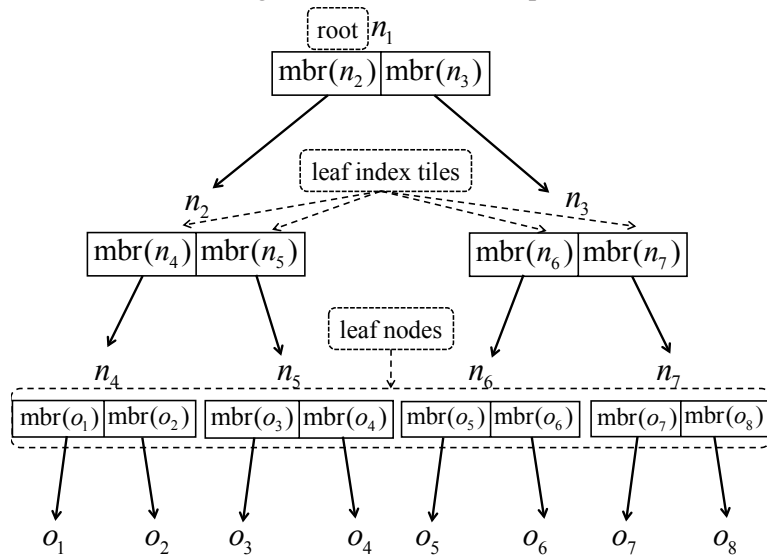 root n₁
mbr(n₂) mbr(n₃)
leaf index tiles
n₂ n₃
mbr(n₄) mbr(n₅) mbr(n₆) mbr(n₇)
leaf nodes
n₄ n₅ n₆ n₇
mbr(o₁) mbr(o₂) mbr(o₃) mbr(o₄) mbr(o₅) mbr(o₆) mbr(o₇) mbr(o₈)
o₁ o₂ o₃ o₄ o₅ o₆ o₇ o₈